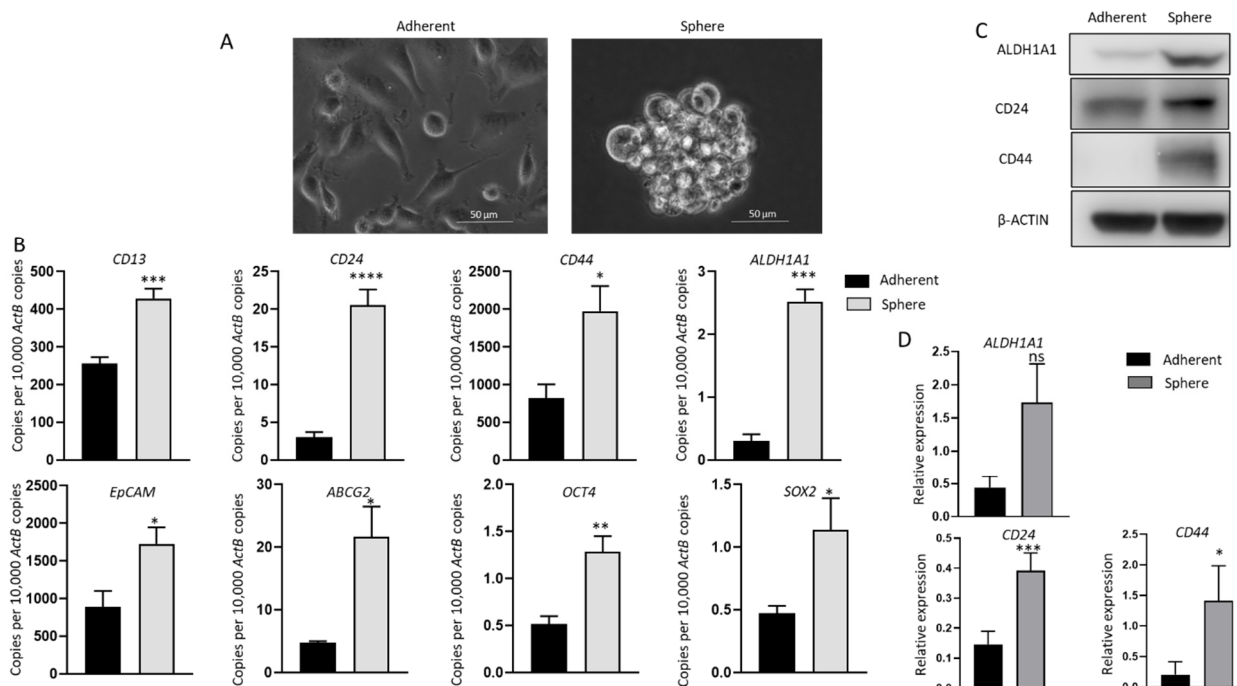 A
Adherent
Sphere
50 µm
50 µm
C
Adherent Sphere
ALDH1A1
CD24
CD44
β-ACTIN
B
CD13
Copies per 10,000 ActB copies
500
400
300
200
100
0
***
CD24
Copies per 10,000 ActB copies
25
20
15
10
5
0
****
CD44
Copies per 10,000 ActB copies
2500
2000
1500
1000
500
0
*
ALDH1A1
Copies per 10,000 ActB copies
3
2
1
0
***
Adherent
Sphere
EpCAM
Copies per 10,000 ActB copies
2500
2000
1500
1000
500
0
*
ABCG2
Copies per 10,000 ActB copies
30
20
10
0
*
OCT4
Copies per 10,000 ActB copies
2.0
1.5
1.0
0.5
0.0
**
SOX2
Copies per 10,000 ActB copies
1.5
1.0
0.5
0.0
*
D
ALDH1A1
Relative expression
2.5
2.0
1.5
1.0
0.5
0.0
ns
Adherent
Sphere
CD24
Relative expression
0.5
0.4
0.3
0.2
0.1
0.0
***
CD44
Relative expression
2.5
2.0
1.5
1.0
0.5
0.0
*